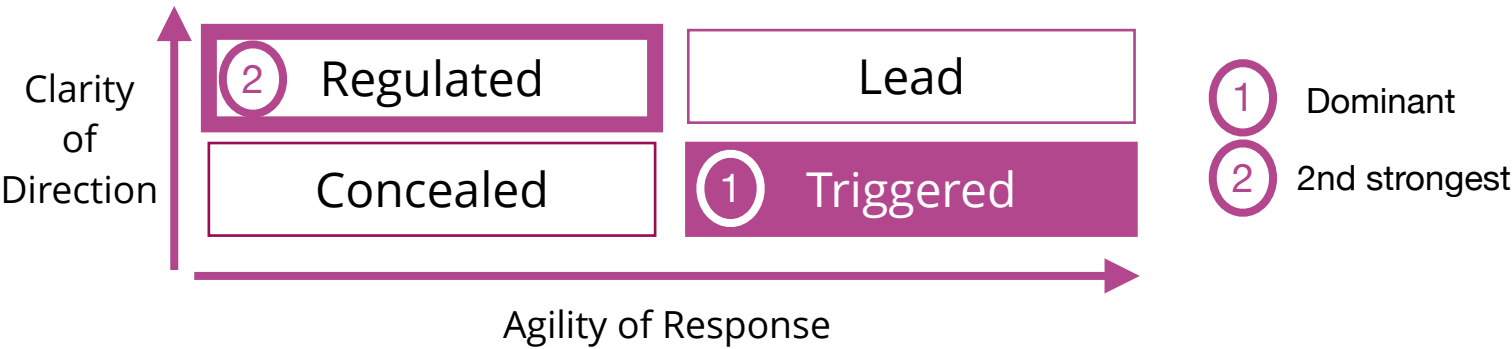 Clarity
of
Direction
2 Regulated
Lead
Concealed
1 Triggered
Agility of Response
1 Dominant
2 2nd strongest